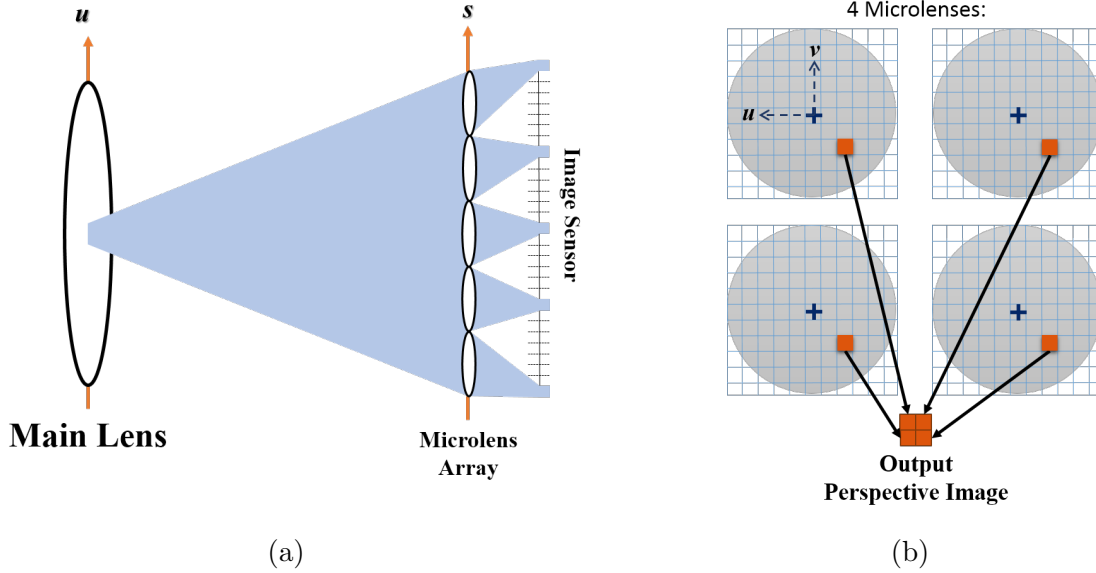 u
s
Image Sensor
Main Lens
Microlens
Array
(a)
4 Microlenses:
v
u
Output
Perspective Image
(b)